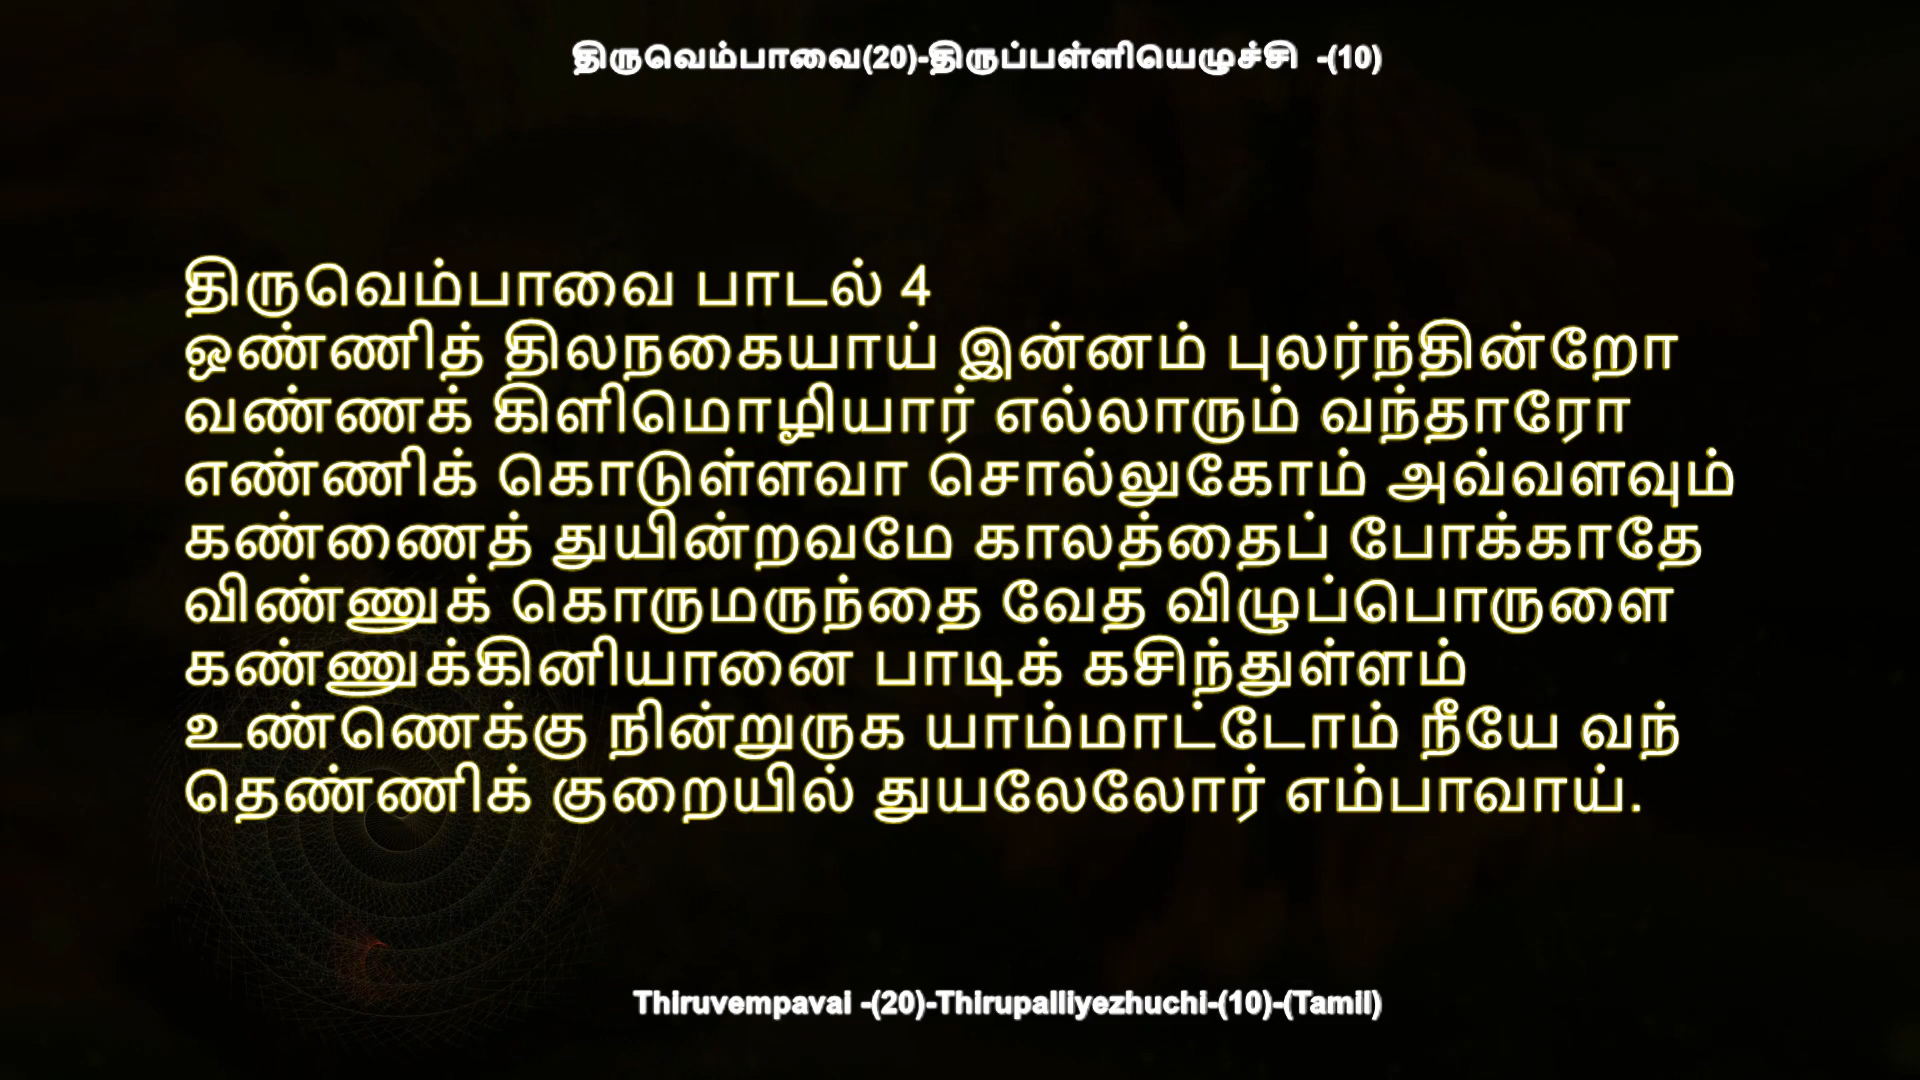 திருவெம்பாவை(20)-திருப்பள்ளியெழுச்சி -(10)
திருவெம்பாவை பாடல் 4
ஒண்ணித் திலநகையாய் இன்னம் புலர்ந்தின்றோ
வண்ணக் கிளிமொழியார் எல்லாரும் வந்தாரோ
எண்ணிக் கொடுள்ளவா சொல்லுகோம் அவ்வளவும்
கண்ணைத் துயின்றவமே காலத்தைப் போக்காதே
விண்ணுக் கொருமருந்தை வேத விழுப்பொருளை
கண்ணுக்கினியானை பாடிக் கசிந்துள்ளம்
உண்ணெக்கு நின்றுருக யாம்மாட்டோம் நீயே வந்
தெண்ணிக் குறையில் துயலேலோர் எம்பாவாய்.
Thiruvempavai -(20)-Thirupalliyezhuchi-(10)-(Tamil)